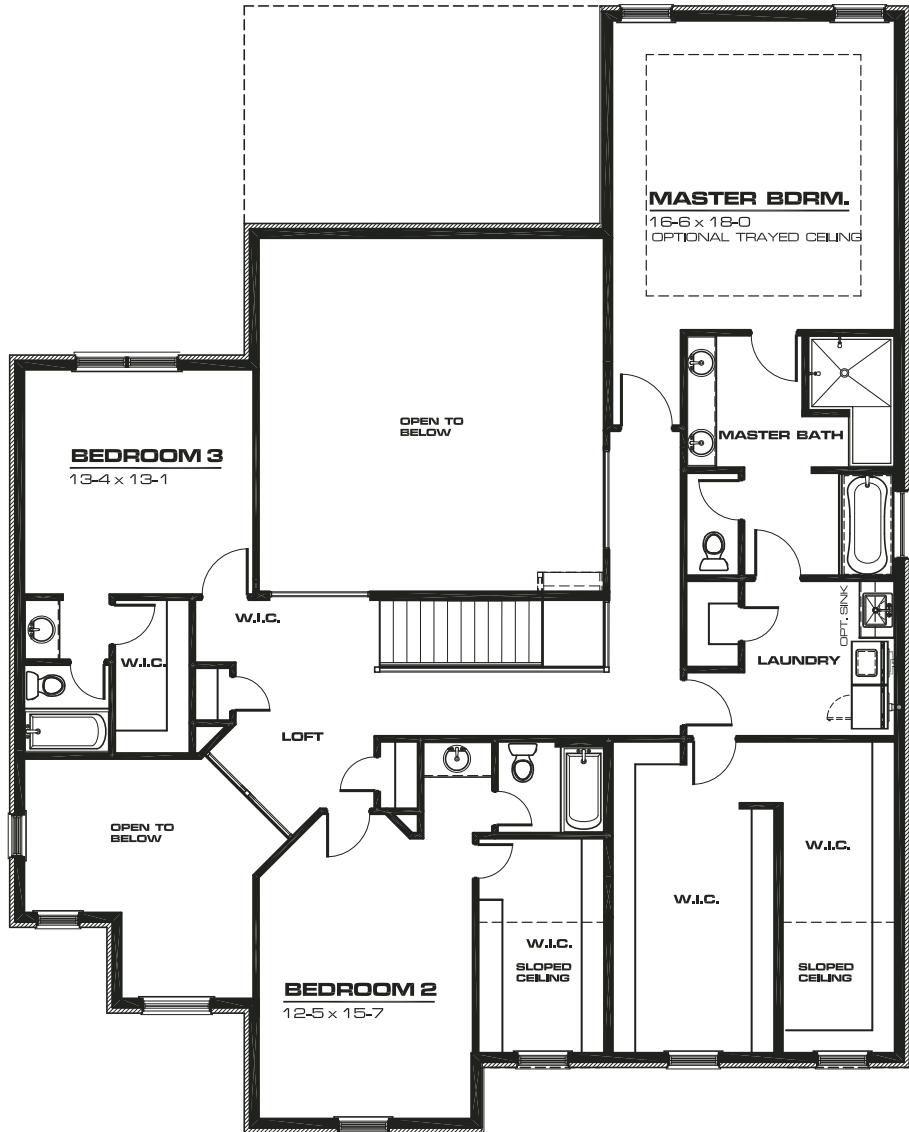 MASTER BDRM.
16-6 x 18-0
OPTIONAL TRAYED CEILING
OPEN TO
BELOW
MASTER BATH
BEDROOM 3
13-4 x 13-1
OPT. SINK
W.I.C.
W.I.C.
LAUNDRY
LOFT
OPEN TO
BELOW
W.I.C.
W.I.C.
W.I.C.
SLOPED
CEILING
SLOPED
CEILING
BEDROOM 2
12-5 x 15-7